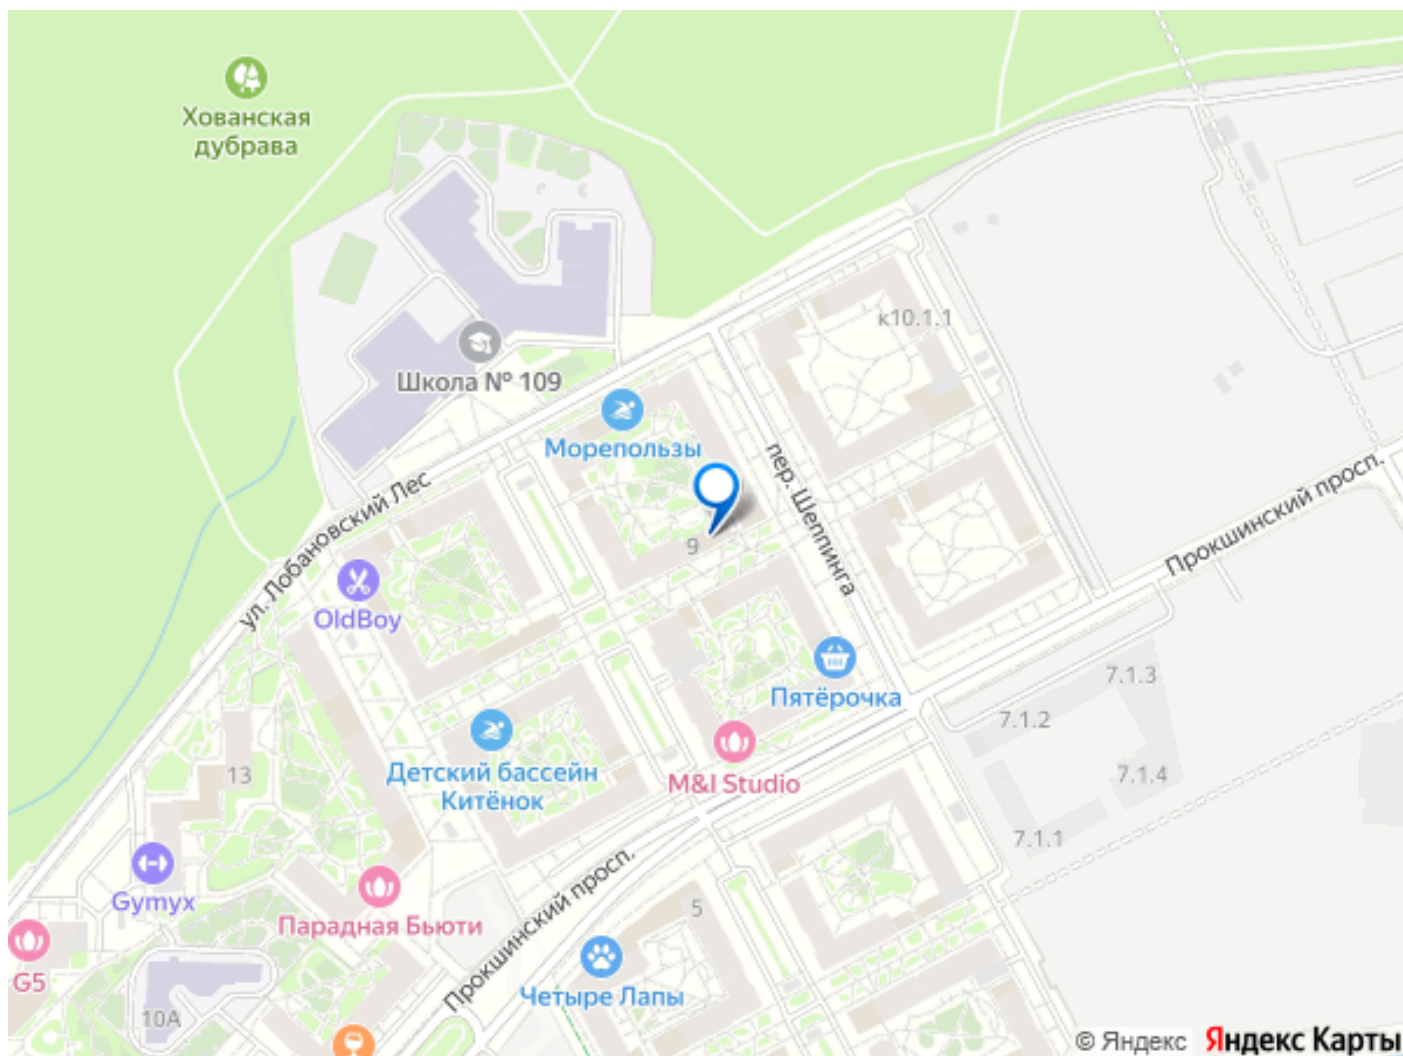 Хованская
дубрава
к10.1.1
Школа № 109
Морепользы
пер. Шеппинга
Прокшинский просп.
ул. Лобановский Лес
9
OldBoy
Пятёрочка
7.1.3
7.1.2
M&I Studio
Детский бассейн
Китёнок
13
7.1.4
7.1.1
Gymyx
Парадная Бьюти
Прокшинский просп.
5
G5
Четыре Лапы
10А
© Яндекс
Яндекс Карты